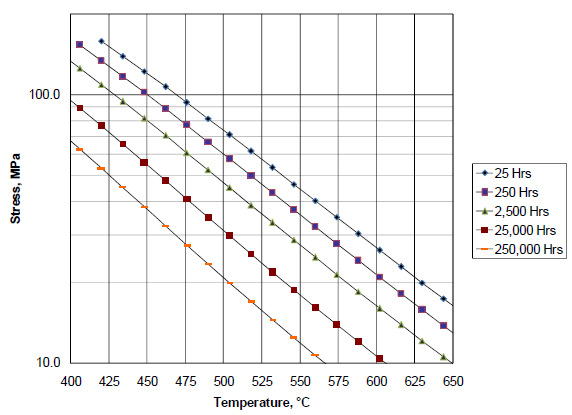 100.0
10.0
Stress, MPa
400 425 450 475 500 525 550 575 600 625 650
Temperature, °C
25 Hrs
250 Hrs
2,500 Hrs
25,000 Hrs
250,000 Hrs